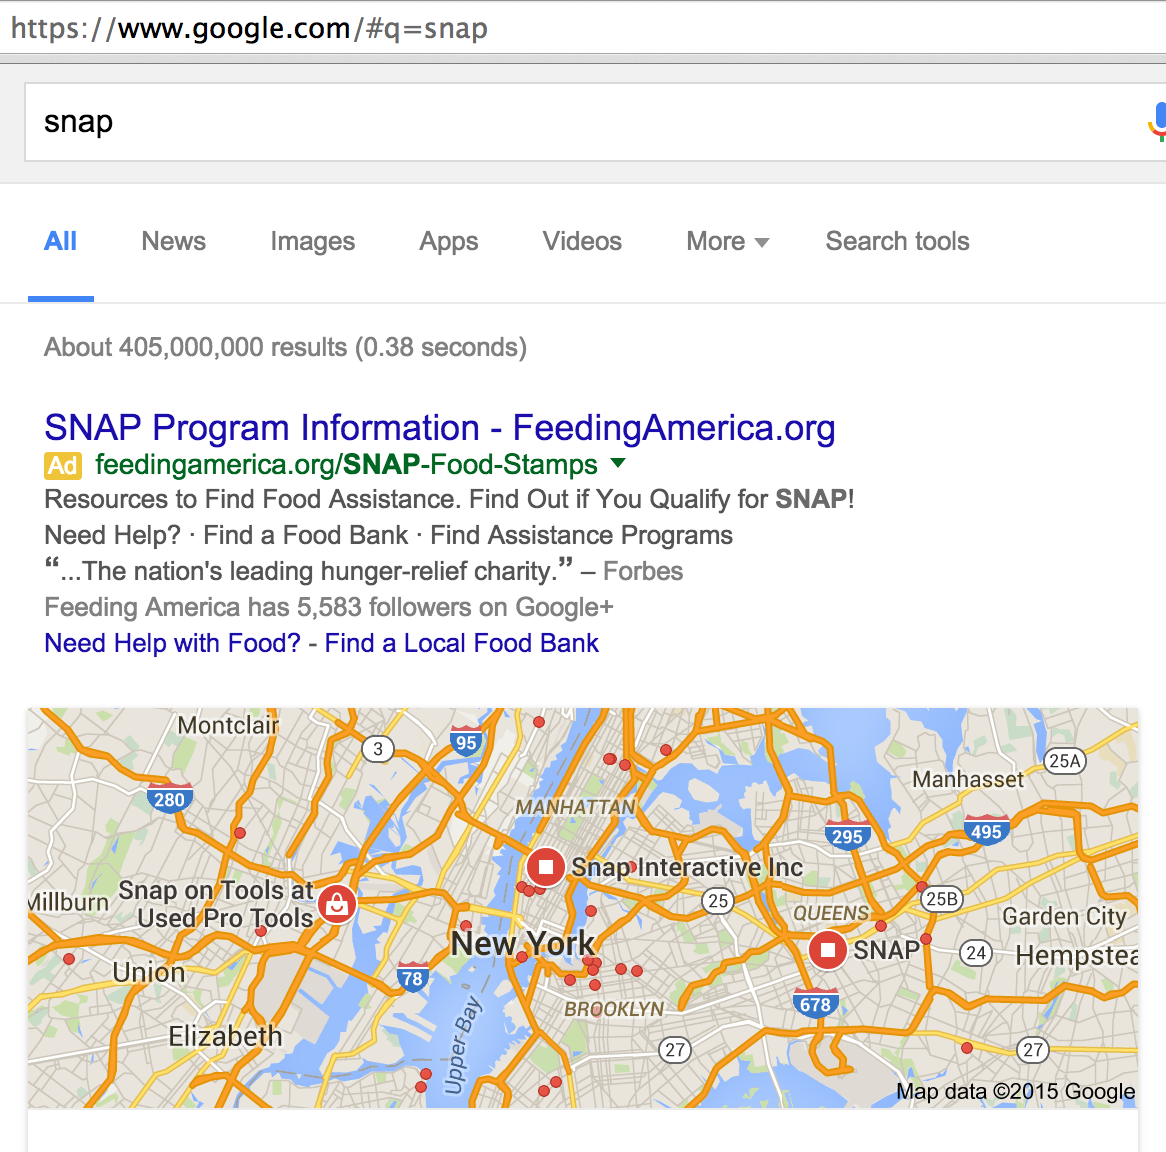 https://www.google.com/#q=snap
snap
All News Images Apps Videos More Search tools
About 405,000,000 results (0.38 seconds)
SNAP Program Information - FeedingAmerica.org
Ad feedingamerica.org/SNAP-Food-Stamps
Resources to Find Food Assistance. Find Out if You Qualify for SNAP!
Need Help? · Find a Food Bank · Find Assistance Programs
“...The nation's leading hunger-relief charity.” – Forbes
Feeding America has 5,583 followers on Google+
Need Help with Food? - Find a Local Food Bank
Montclair
3
95
25A
Manhasset
280
MANHATTAN
295
495
Snap Interactive Inc
Millburn
Snap on Tools at
Used Pro Tools
25
25B
QUEENS
Garden City
New York
SNAP
24
Hempstea
Union
78
678
BROOKLYN
Elizabeth
Upper Bay
27
27
Map data ©2015 Google